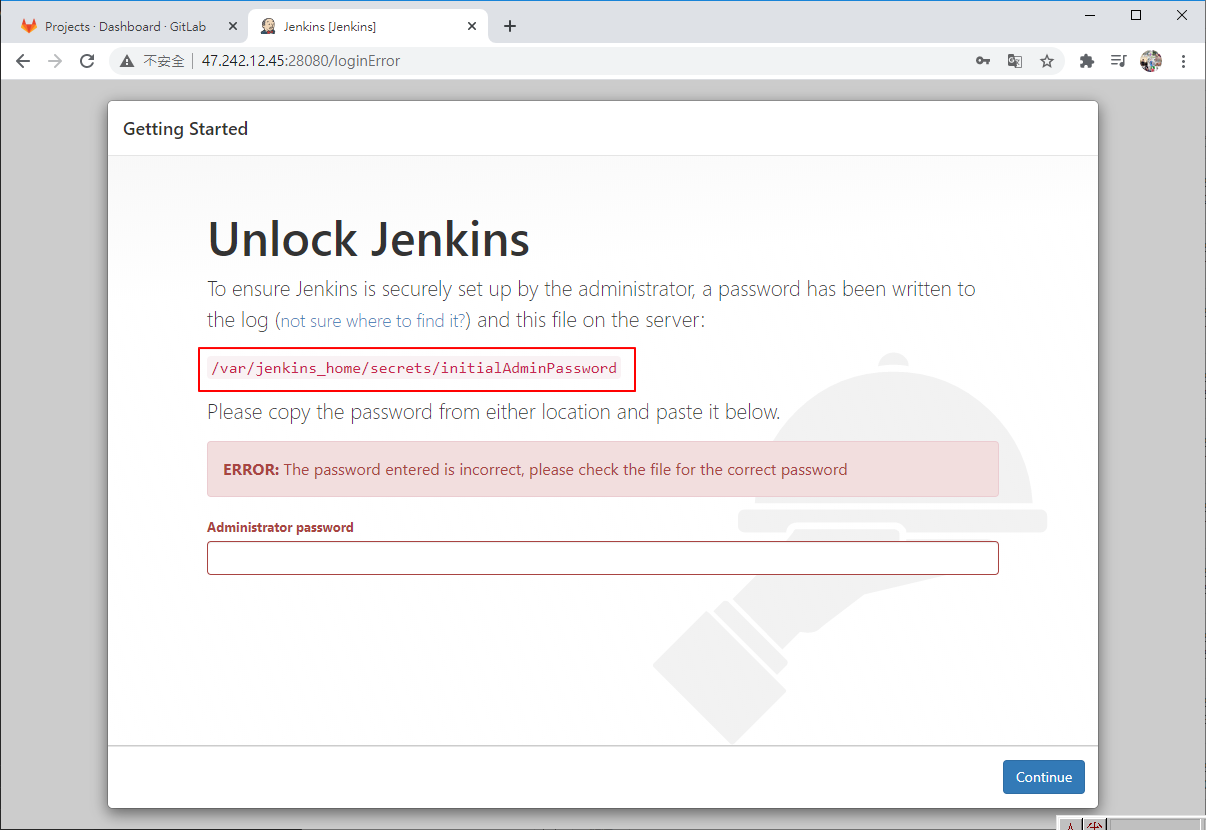 Projects · Dashboard · GitLab
Jenkins [Jenkins]
不安全
47.242.12.45:28080/loginError
Getting Started
Unlock Jenkins
To ensure Jenkins is securely set up by the administrator, a password has been written to
the log (not sure where to find it?) and this file on the server:
/var/jenkins_home/secrets/initialAdminPassword
Please copy the password from either location and paste it below.
ERROR: The password entered is incorrect, please check the file for the correct password
Administrator password
Continue